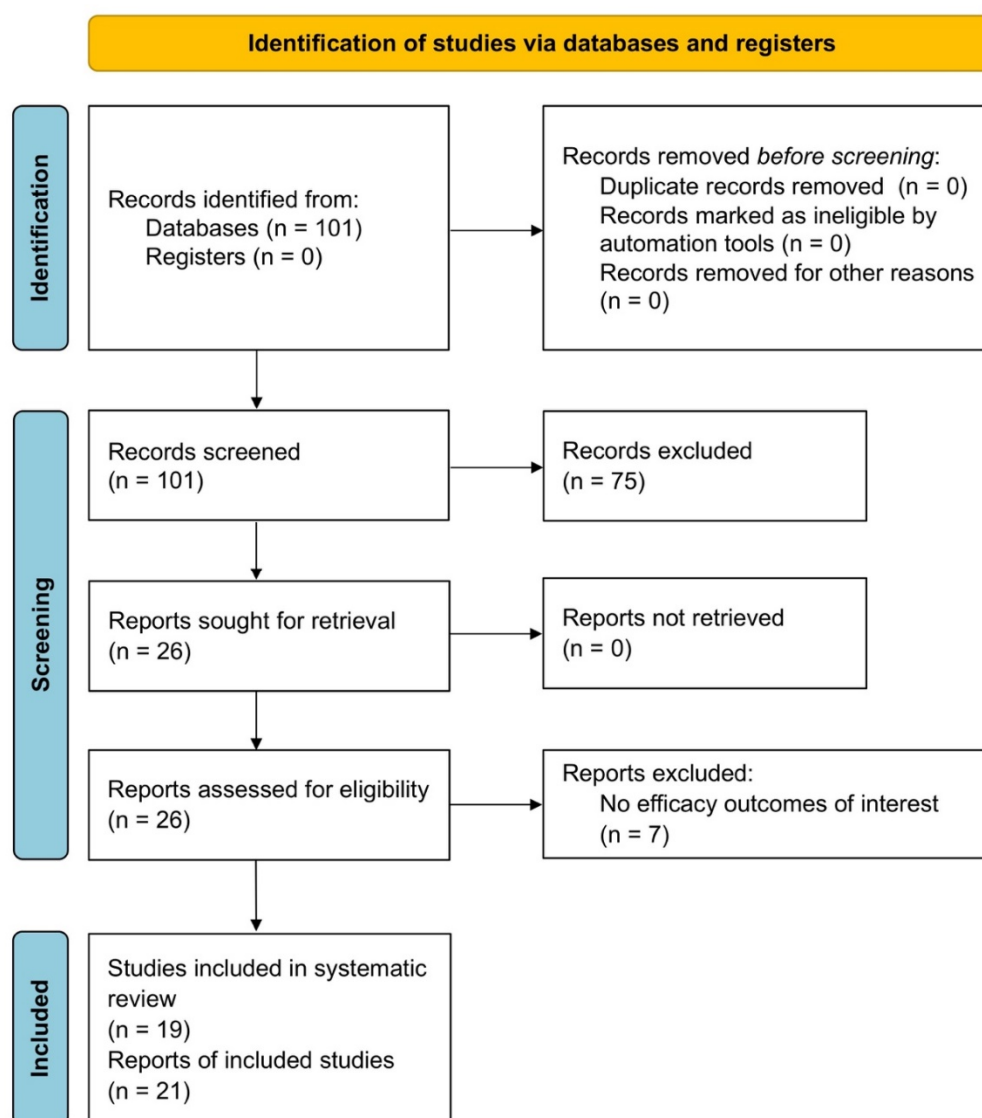 Identification of studies via databases and registers
Identification
Records identified from:
Databases (n = 101)
Registers (n = 0)
Records removed before screening:
Duplicate records removed (n = 0)
Records marked as ineligible by
automation tools (n = 0)
Records removed for other reasons
(n = 0)
Screening
Records screened
(n = 101)
Records excluded
(n = 75)
Reports sought for retrieval
(n = 26)
Reports not retrieved
(n = 0)
Reports assessed for eligibility
(n = 26)
Reports excluded:
No efficacy outcomes of interest
(n = 7)
Included
Studies included in systematic
review
(n = 19)
Reports of included studies
(n = 21)